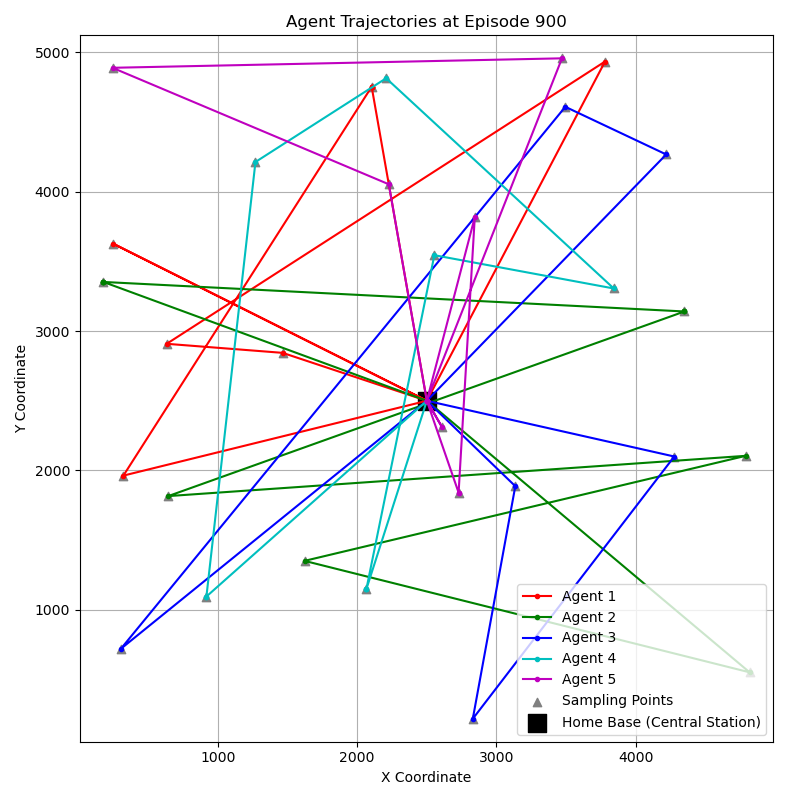 Agent Trajectories at Episode 900
Y Coordinate
5000
4000
3000
2000
1000
1000 2000 3000 4000
X Coordinate
Agent 1
Agent 2
Agent 3
Agent 4
Agent 5
Sampling Points
Home Base (Central Station)